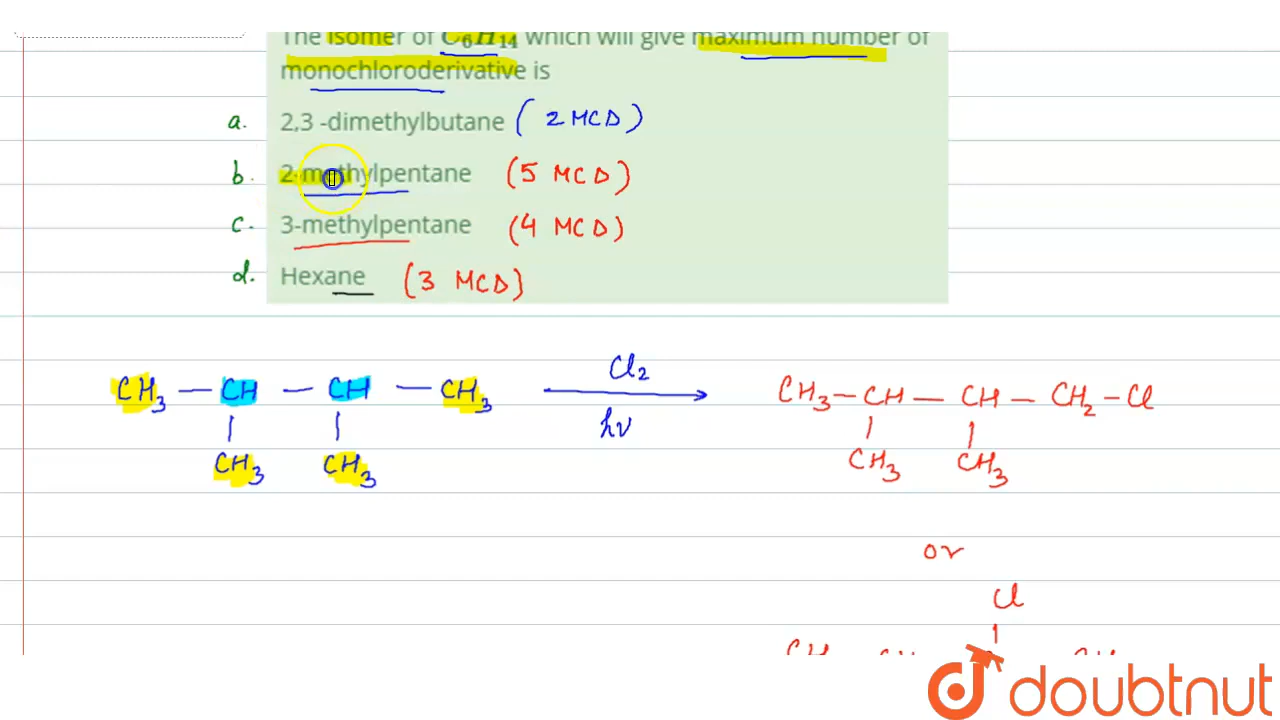 The isomer of C₆H₁₄ which will give maximum number of
monochloroderivative is
a. 2,3 -dimethylbutane (2 MCD)
b. 2-methylpentane (5 MCD)
c. 3-methylpentane (4 MCD)
d. Hexane (3 MCD)
CH₃ — CH — CH — CH₃ Cl₂ CH₃ — CH — CH — CH₂ — Cl
hν
CH₃ CH₃ CH₃ CH₃
or
Cl
doubtnut